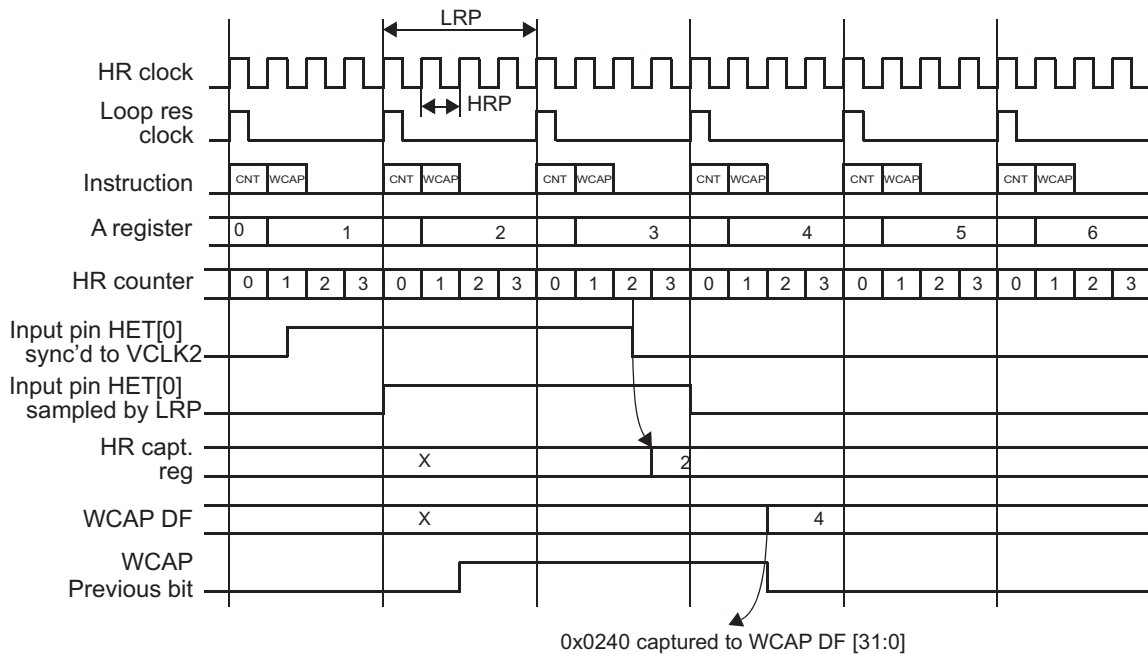 LRP
HR clock
HRP
Loop res
clock
Instruction CNT WCAP CNT WCAP CNT WCAP CNT WCAP CNT WCAP CNT WCAP
A register 0 1 2 3 4 5 6
HR counter 0 1 2 3 0 1 2 3 0 1 2 3 0 1 2 3 0 1 2 3 0 1 2 3
Input pin HET[0]
sync'd to VCLK2
Input pin HET[0]
sampled by LRP
HR capt.
reg
X 2
WCAP DF X 4
WCAP
Previous bit
0x0240 captured to WCAP DF [31:0]